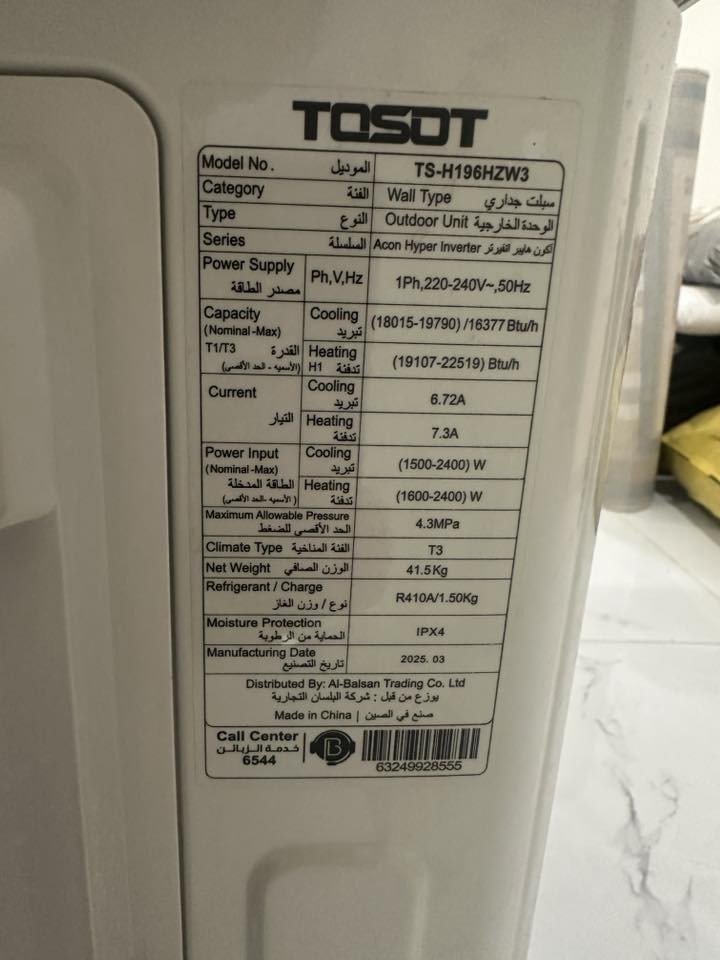 TOSOT
Model No. الموديل TS-H196HZW3
Category الفئة Wall Type سبلت جداري
Type النوع Outdoor Unit الوحدة الخارجية
Series السلسلة Acon Hyper Inverter اكون هايبر انفيرتر
Power Supply مصدر الطاقة Ph,V,Hz 1Ph,220-240V~,50Hz
Capacity (Nominal-Max) T1/T3 القدرة (الأسميه - الحد الأقصى)
Cooling تبريد (18015-19790) /16377 Btu/h
Heating H1 تدفئة (19107-22519) Btu/h
Current التيار
Cooling تبريد 6.72A
Heating تدفئة 7.3A
Power Input (Nominal-Max) الطاقة المدخلة (الأسميه -الحد الأقصى)
Cooling تبريد (1500-2400) W
Heating تدفئة (1600-2400) W
Maximum Allowable Pressure الحد الأقصى للضغط 4.3MPa
Climate Type الفئة المناخية T3
Net Weight الوزن الصافي 41.5Kg
Refrigerant / Charge نوع / وزن الغاز R410A/1.50Kg
Moisture Protection الحماية من الرطوبة IPX4
Manufacturing Date تاريخ التصنيع 2025. 03
Distributed By: Al-Balsan Trading Co. Ltd
يوزع من قبل : شركة البلسان التجارية
Made in China | صنع في الصين
Call Center
خدمة الزبائن
6544
B
63249928555